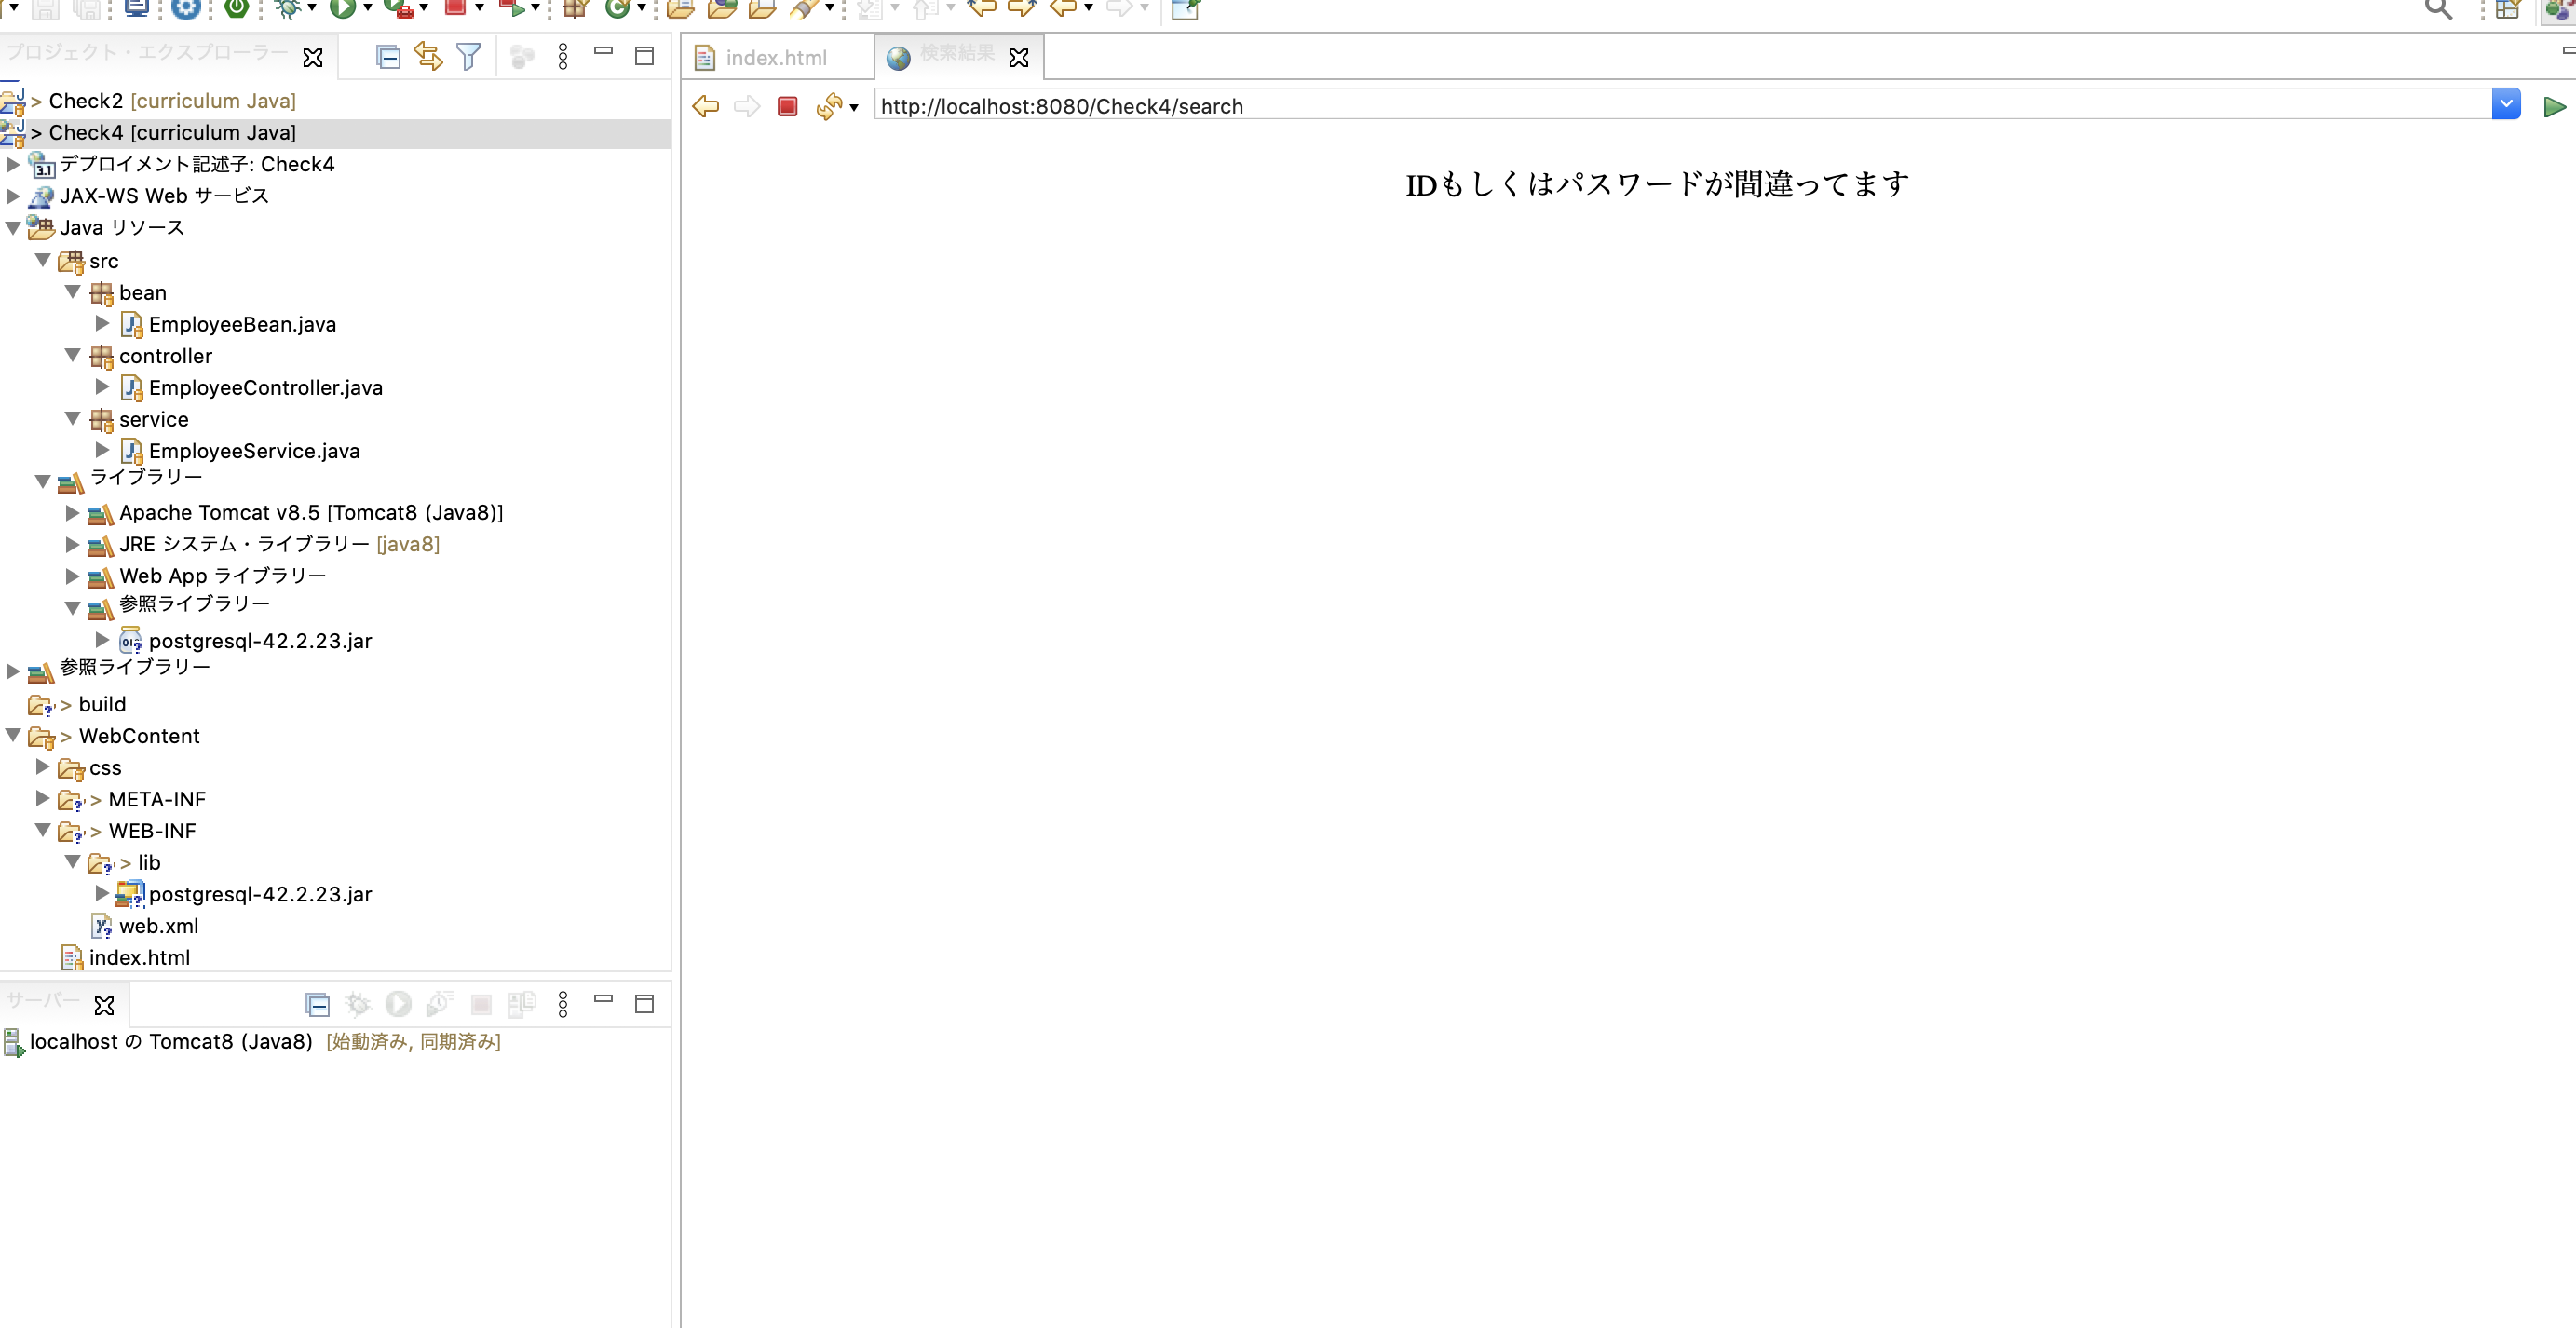 プロジェクト・エクスプローラー
> Check2 [curriculum Java]
> Check4 [curriculum Java]
デプロイメント記述子: Check4
JAX-WS Web サービス
Java リソース
src
bean
EmployeeBean.java
controller
EmployeeController.java
service
EmployeeService.java
ライブラリー
Apache Tomcat v8.5 [Tomcat8 (Java8)]
JRE システム・ライブラリー [java8]
Web App ライブラリー
参照ライブラリー
postgresql-42.2.23.jar
参照ライブラリー
> build
> WebContent
css
> META-INF
> WEB-INF
> lib
postgresql-42.2.23.jar
web.xml
index.html
サーバー
localhost の Tomcat8 (Java8) [始動済み, 同期済み]
index.html
検索結果
http://localhost:8080/Check4/search
IDもしくはパスワードが間違ってます